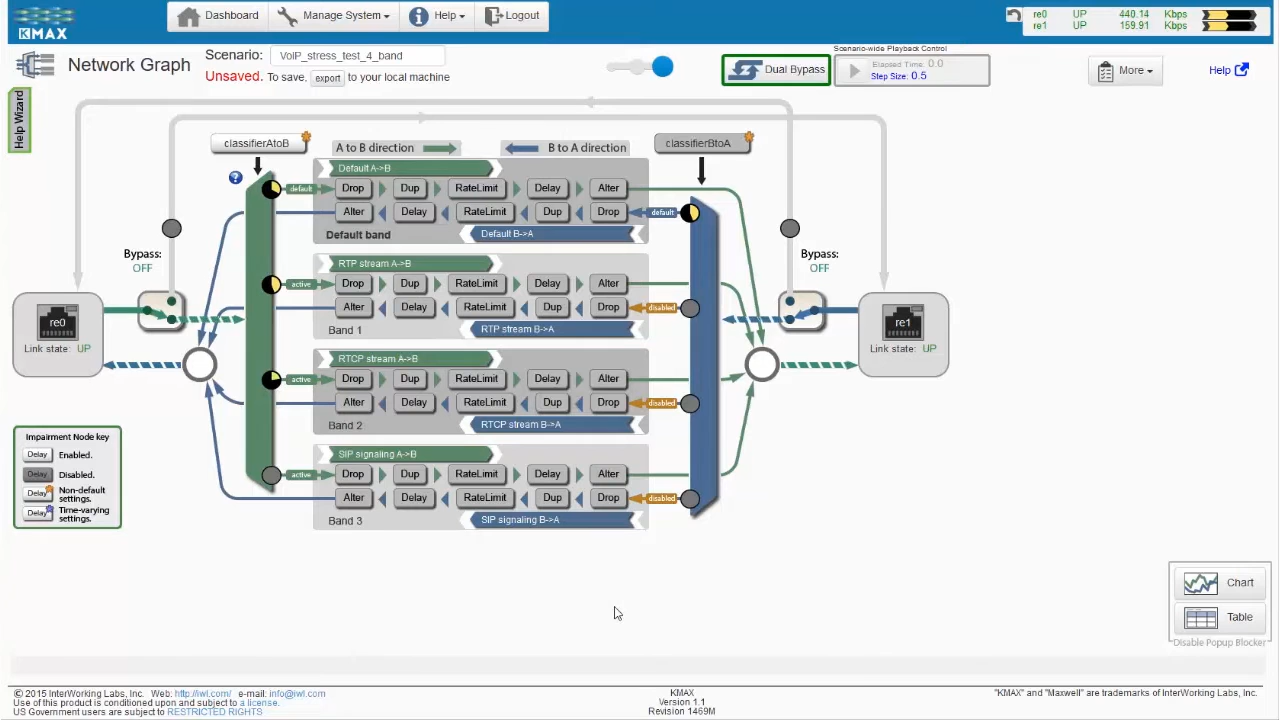 KMAX
Dashboard
Manage System
Help
Logout
re0 UP 440.14 Kbps
re1 UP 159.91 Kbps
Network Graph
Scenario: VoIP_stress_test_4_band
Unsaved. To save, export to your local machine
Dual Bypass
Scenario-wide Playback Control
Elapsed Time: 0.0
Step Size: 0.5
More
Help
Help Wizard
classifierAtoB
A to B direction
B to A direction
classifierBtoA
Default A->B
default Drop Dup RateLimit Delay Alter
Alter Delay RateLimit Dup Drop default
Default band Default B->A
Bypass:
OFF
Bypass:
OFF
RTP stream A->B
active Drop Dup RateLimit Delay Alter
Alter Delay RateLimit Dup Drop disabled
Band 1 RTP stream B->A
re0
Link state: UP
re1
Link state: UP
RTCP stream A->B
active Drop Dup RateLimit Delay Alter
Alter Delay RateLimit Dup Drop disabled
Band 2 RTCP stream B->A
SIP signaling A->B
active Drop Dup RateLimit Delay Alter
Alter Delay RateLimit Dup Drop disabled
Band 3 SIP signaling B->A
Impairment Node key
Delay Enabled.
Delay Disabled.
Delay Non-default
settings.
Delay Time-varying
settings.
Chart
Table
Disable Popup Blocker
© 2015 InterWorking Labs, Inc. Web: http://iwl.com/ e-mail: info@iwl.com
Use of this product is conditioned upon and subject to a license.
US Government users are subject to RESTRICTED RIGHTS
KMAX
Version 1.1
Revision 1469M
"KMAX" and "Maxwell" are trademarks of InterWorking Labs, Inc.